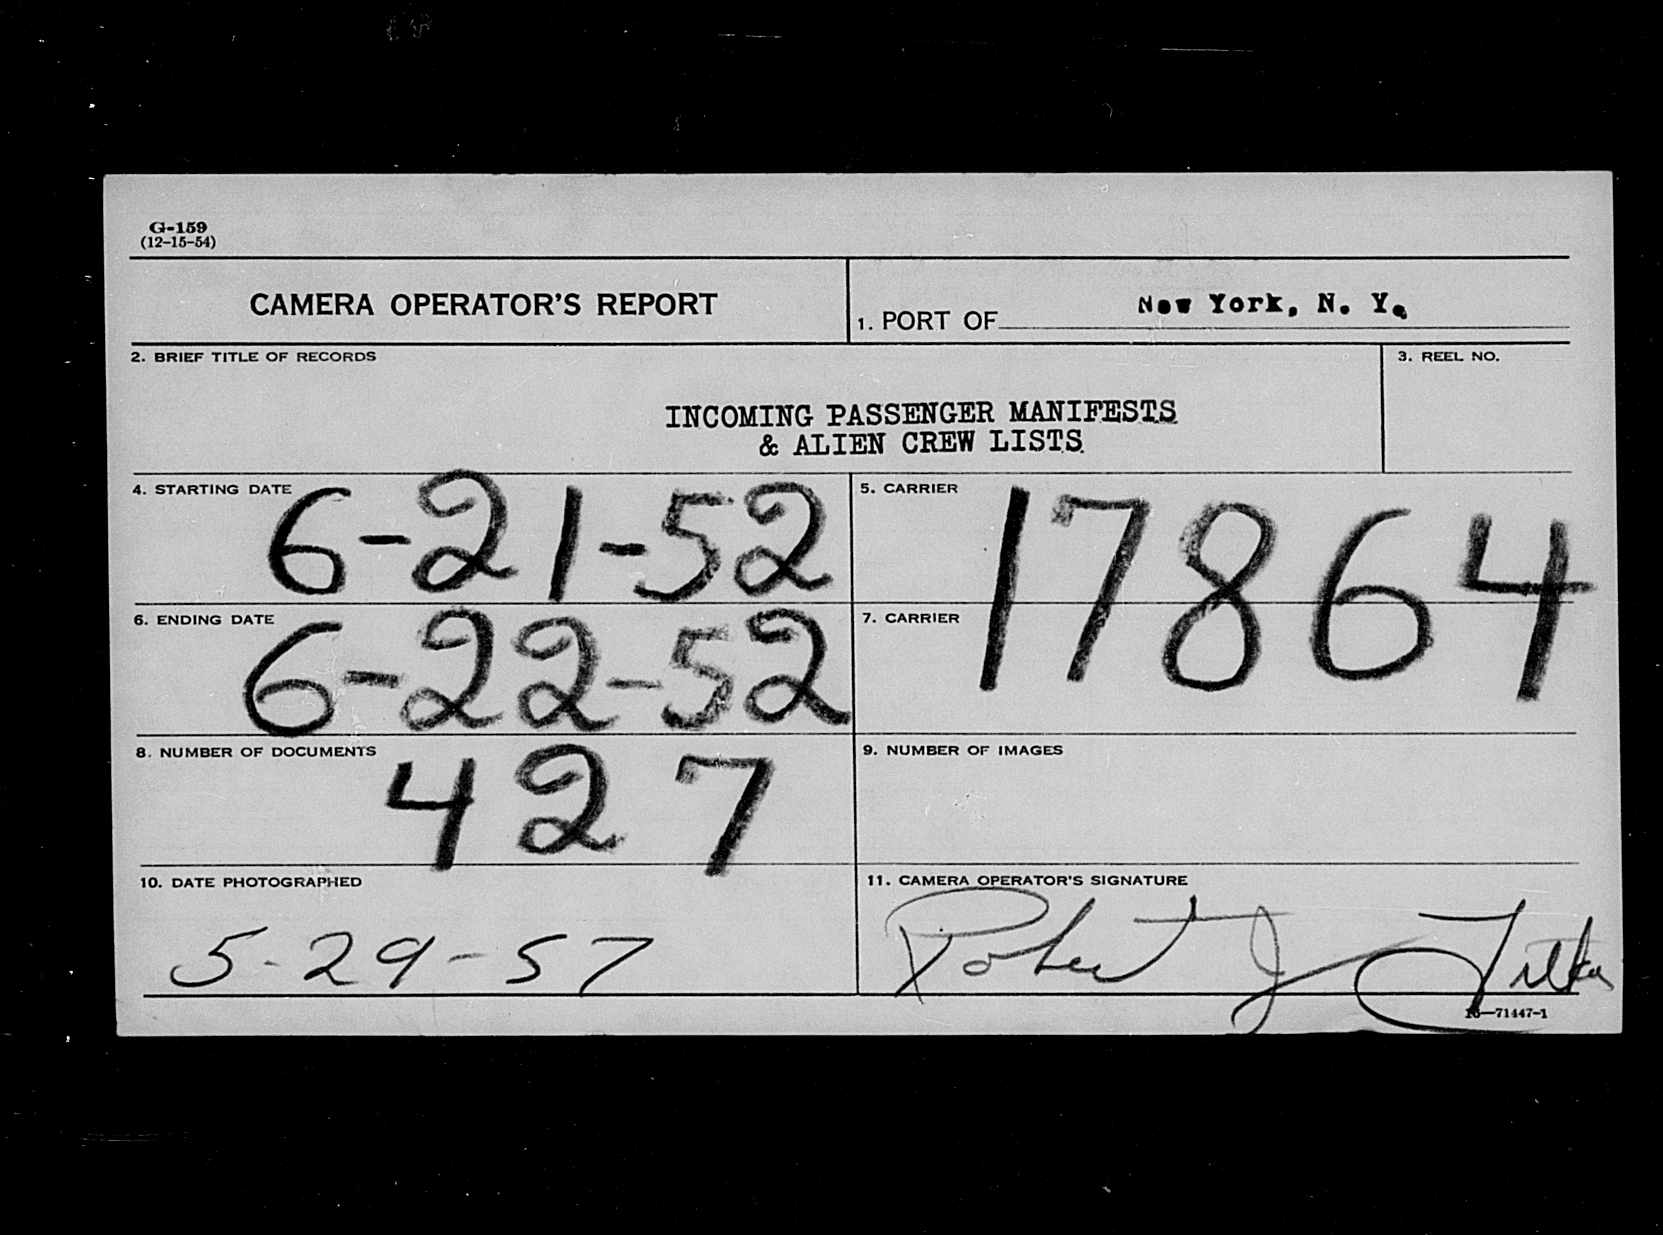 G-159
(12-15-54)
CAMERA OPERATOR'S REPORT
1. PORT OF New York, N. Y.
2. BRIEF TITLE OF RECORDS
3. REEL NO.
INCOMING PASSENGER MANIFESTS
& ALIEN CREW LISTS.
4. STARTING DATE
6-21-52
5. CARRIER
17864
6. ENDING DATE
6-22-52
7. CARRIER
8. NUMBER OF DOCUMENTS
427
9. NUMBER OF IMAGES
10. DATE PHOTOGRAPHED
5-29-57
11. CAMERA OPERATOR'S SIGNATURE
Robert J
16—71447-1